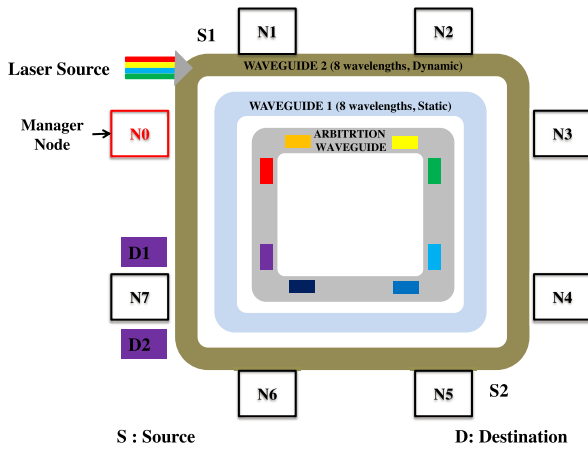 S1
N1
N2
Laser Source
WAVEGUIDE 2 (8 wavelengths, Dynamic)
Manager
Node
N0
WAVEGUIDE 1 (8 wavelengths, Static)
N3
ARBITRTION
WAVEGUIDE
D1
N7
N4
D2
N6
N5
S2
S : Source
D: Destination